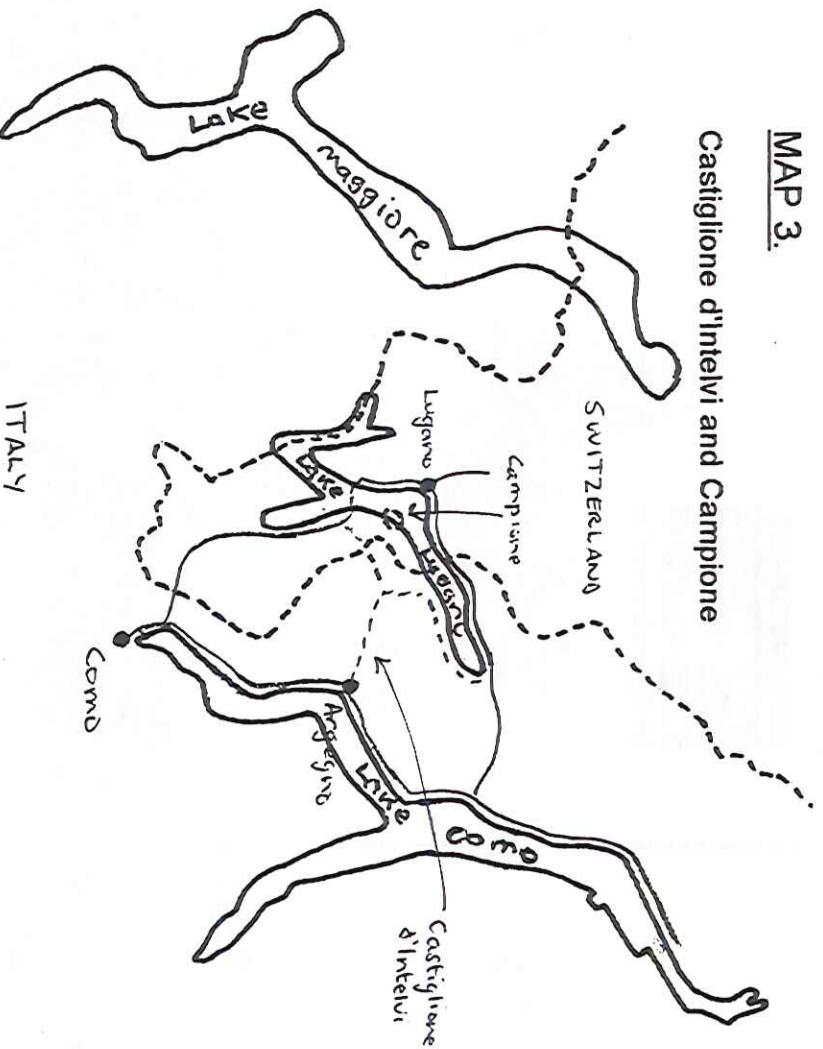 MAP 3.
Castiglione d'Intelvi and Campione
SWITZERLAND
Lake
Maggiore
Lugano
Campione
Lake
Lugano
Como
Argegno
Lake
Como
Castiglione
d'Intelvi
ITALY